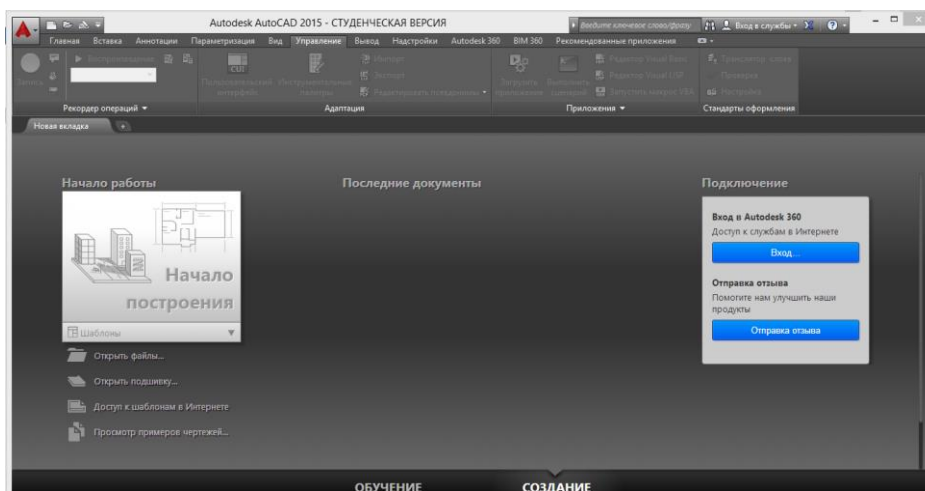 Autodesk AutoCAD 2015 - СТУДЕНЧЕСКАЯ ВЕРСИЯ
Введите ключевое слово/фразу
Вход в службы
Главная Вставка Аннотации Параметризация Вид Управление Вывод Надстройки Autodesk 360 BIM 360 Рекомендованные приложения
Запись
Воспроизведение
Рекордер операций
CUI
Пользовательский интерфейс
Инструментальные палитры
Импорт
Экспорт
Редактировать псевдонимы
Адаптация
Загрузить приложение
Выполнить сценарий
Редактор Visual Basic
Редактор Visual LISP
Запустить макрос VBA
Приложения
Транслятор слоев
Проверка
Настройка
Стандарты оформления
Новая вкладка
Начало работы
Начало
построения
Шаблоны
Открыть файлы...
Открыть подшивку...
Доступ к шаблонам в Интернете
Просмотр примеров чертежей...
Последние документы
Подключение
Вход в Autodesk 360
Доступ к службам в Интернете
Вход...
Отправка отзыва
Помогите нам улучшить наши
продукты
Отправка отзыва
ОБУЧЕНИЕ СОЗДАНИЕ